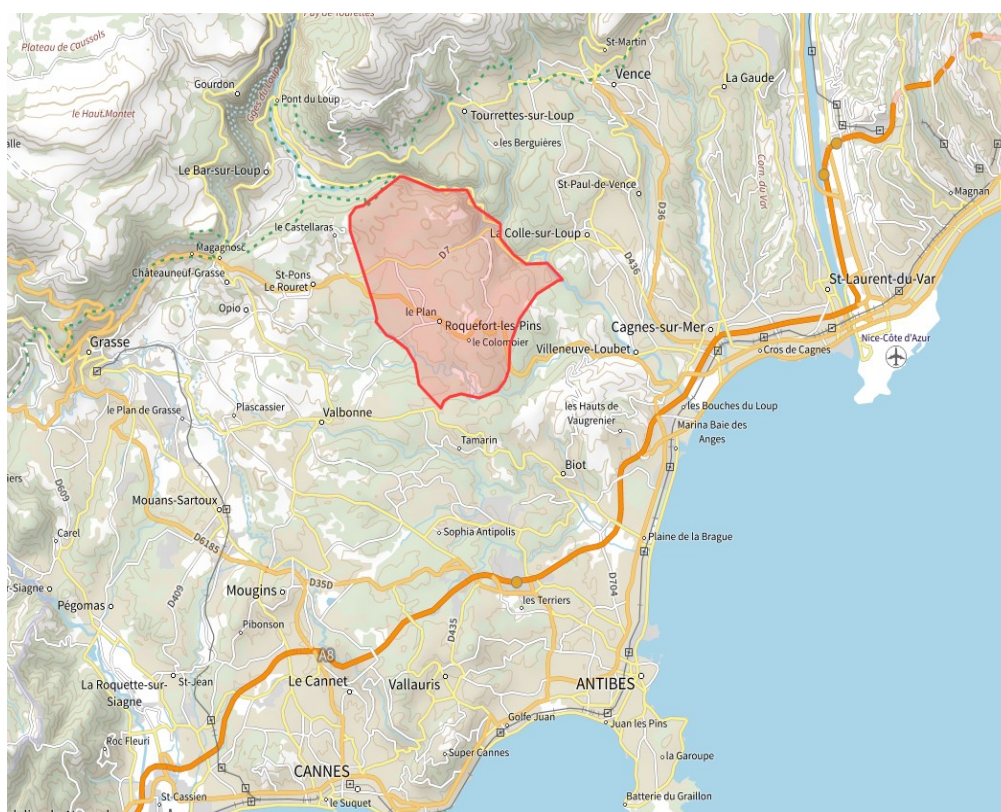 Plateau de Caussols
St-Martin
Vence
La Gaude
Gourdon
Pont du Loup
le Haut Montet
Tourrettes-sur-Loup
les Berguières
Le Bar-sur-Loup
St-Paul-de-Vence
Corn. du Var
Magnan
D36
le Castellaras
La Colle-sur-Loup
D7
D436
Magagnosc
Châteauneuf-Grasse
St-Pons
Le Rouret
St-Laurent-du-Var
Opio
le Plan
Roquefort-les-Pins
le Colombier
Cagnes-sur-Mer
Nice-Côte d'Azur
Grasse
Villeneuve-Loubet
Cros de Cagnes
le Plan de Grasse
Plascassier
Valbonne
les Hauts de
Vaugrenier
les Bouches du Loup
Marina Baie des
Anges
Tamarin
Biot
D609
Mouans-Sartoux
Carel
D6185
Sophia Antipolis
Plaine de la Brague
D35D
D704
D409
Mougins
les Terriers
Pégomas
Pibonson
D435
A8
La Roquette-sur-
Siagne
St-Jean
Le Cannet
Vallauris
ANTIBES
Roc Fleuri
Golfe Juan
Juan les Pins
Super Cannes
la Garoupe
CANNES
St-Cassien
le Suquet
Batterie du Graillon